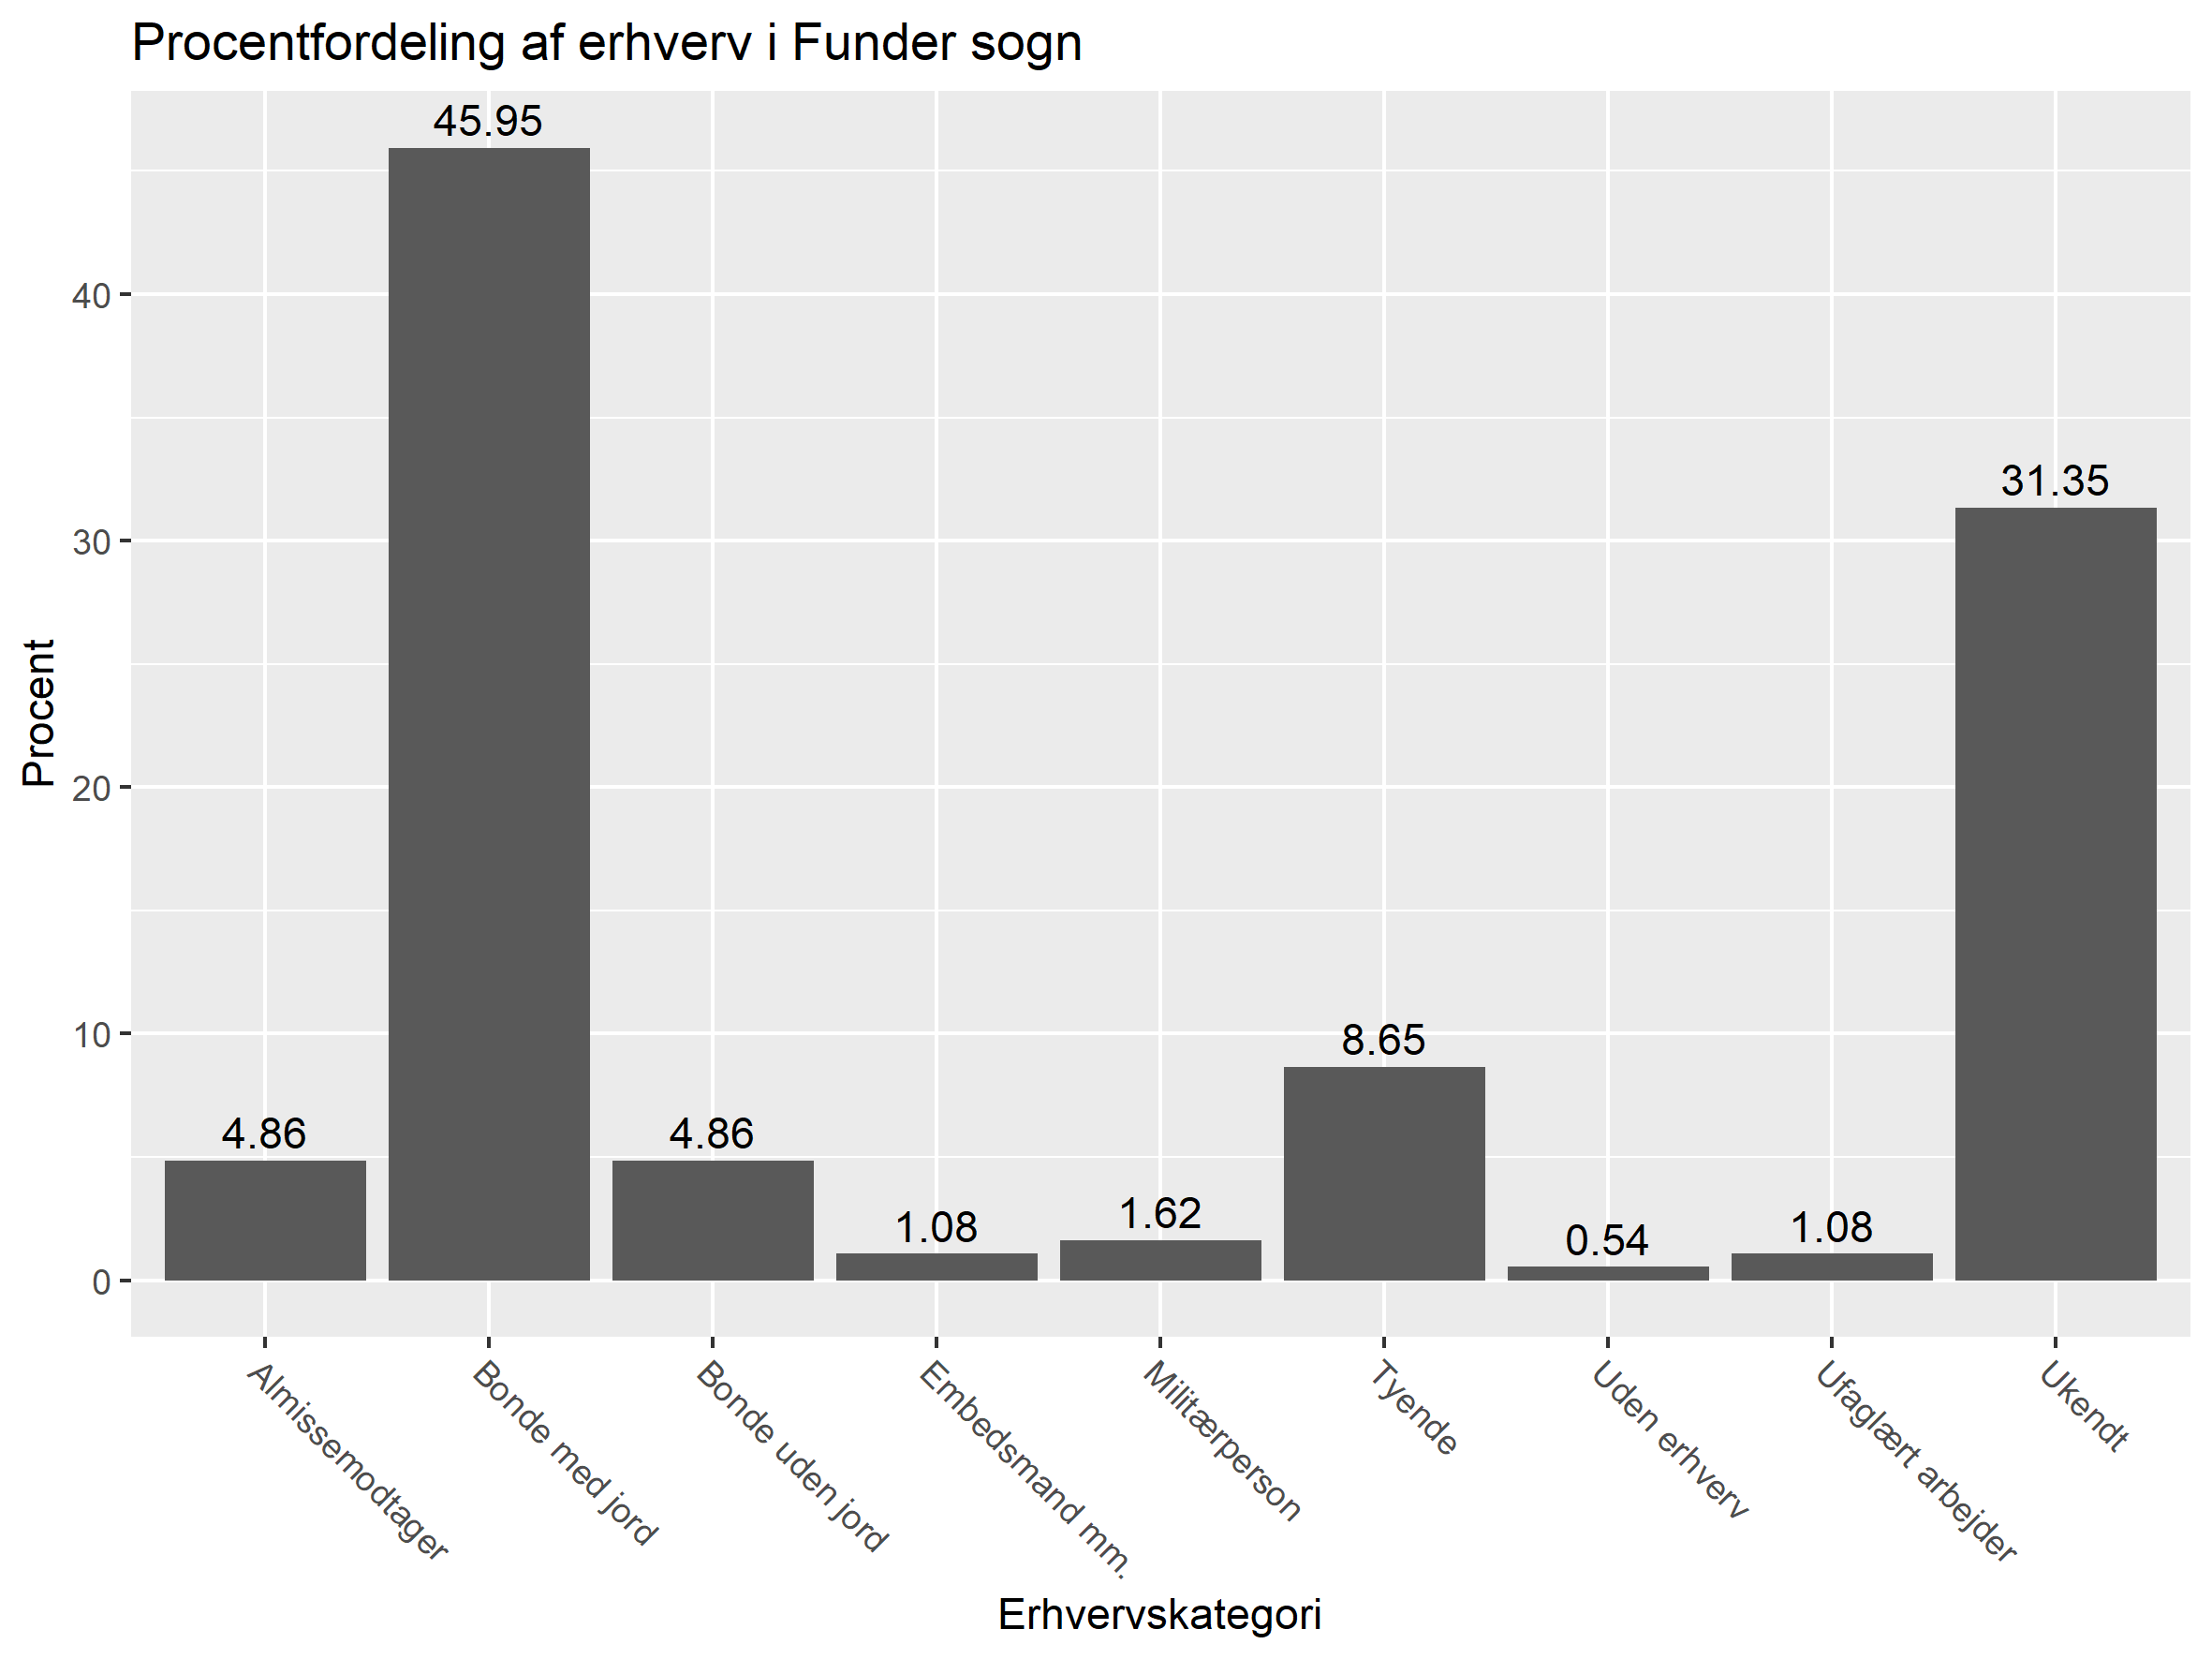 Procentfordeling af erhverv i Funder sogn
45.95
31.35
8.65
4.86
4.86
1.08
1.62
0.54
1.08
40
30
20
10
0
Procent
Almissemodtager
Bonde med jord
Bonde uden jord
Embedsmand mm.
Militærperson
Tyende
Uden erhverv
Ufaglært arbejder
Ukendt
Erhvervskategori